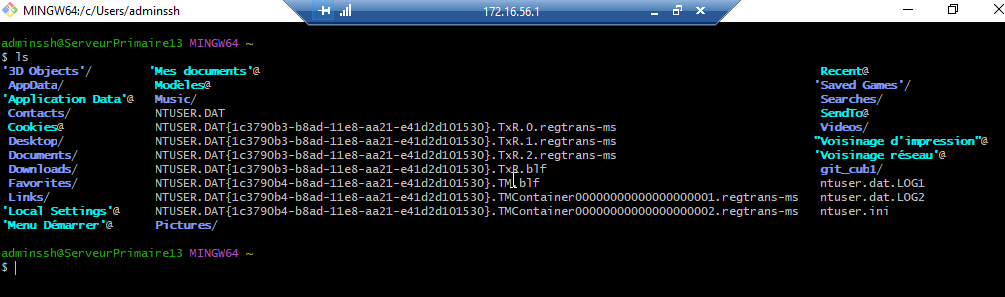 MINGW64:/c/Users/adminssh
172.16.56.1
adminssh@ServeurPrimaire13 MINGW64 ~
$ ls
'3D Objects'/ 'Mes documents'@ Recent@
AppData/ Modèles@ 'Saved Games'/
'Application Data'@ Music/ Searches/
Contacts/ NTUSER.DAT SendTo@
Cookies@ NTUSER.DAT{1c3790b3-b8ad-11e8-aa21-e41d2d101530}.TxR.0.regtrans-ms Videos/
Desktop/ NTUSER.DAT{1c3790b3-b8ad-11e8-aa21-e41d2d101530}.TxR.1.regtrans-ms "Voisinage d'impression"@
Documents/ NTUSER.DAT{1c3790b3-b8ad-11e8-aa21-e41d2d101530}.TxR.2.regtrans-ms 'Voisinage réseau'@
Downloads/ NTUSER.DAT{1c3790b3-b8ad-11e8-aa21-e41d2d101530}.TxR.blf git_cub1/
Favorites/ NTUSER.DAT{1c3790b4-b8ad-11e8-aa21-e41d2d101530}.TM.blf ntuser.dat.LOG1
Links/ NTUSER.DAT{1c3790b4-b8ad-11e8-aa21-e41d2d101530}.TMContainer00000000000000000001.regtrans-ms ntuser.dat.LOG2
'Local Settings'@ NTUSER.DAT{1c3790b4-b8ad-11e8-aa21-e41d2d101530}.TMContainer00000000000000000002.regtrans-ms ntuser.ini
'Menu Démarrer'@ Pictures/
adminssh@ServeurPrimaire13 MINGW64 ~
$